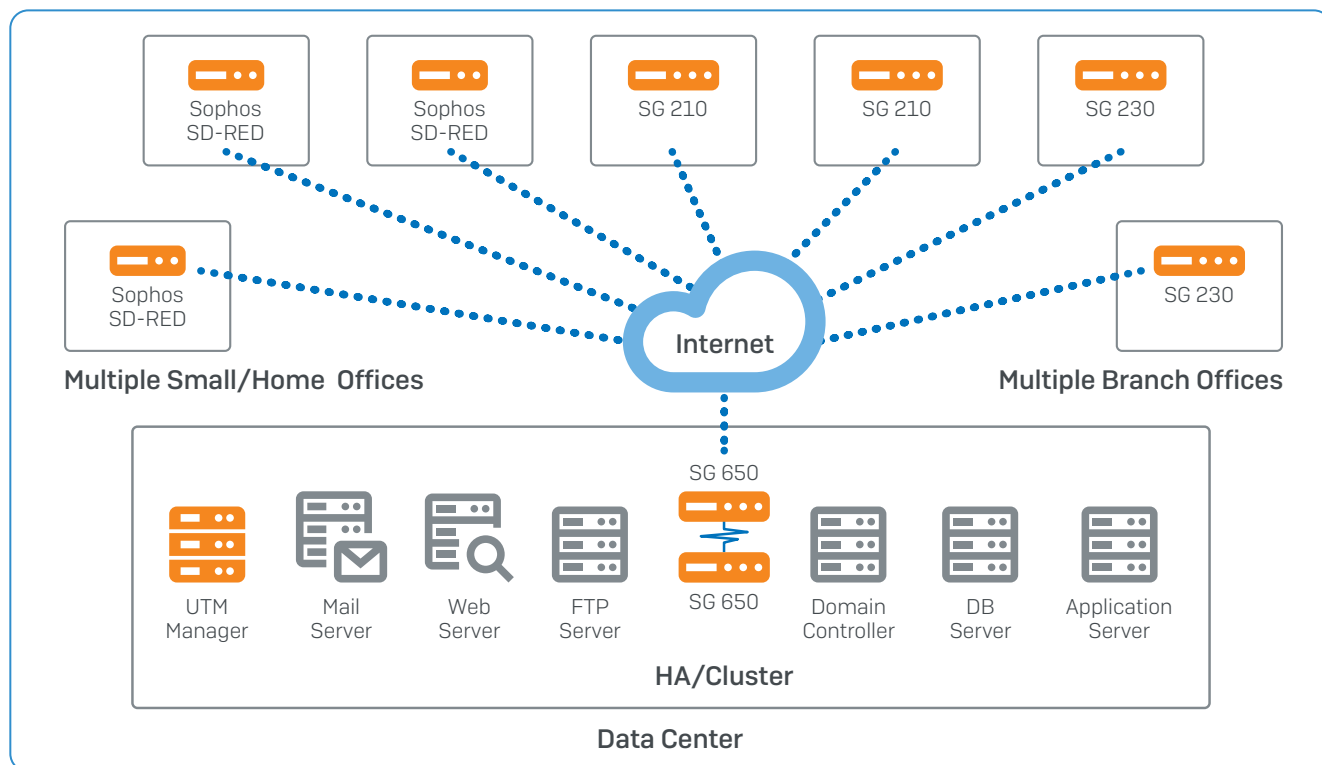 Sophos
SD-RED
Sophos
SD-RED
SG 210
SG 210
SG 230
Sophos
SD-RED
SG 230
Internet
Multiple Small/Home Offices
Multiple Branch Offices
SG 650
SG 650
UTM
Manager
Mail
Server
Web
Server
FTP
Server
Domain
Controller
DB
Server
Application
Server
HA/Cluster
Data Center